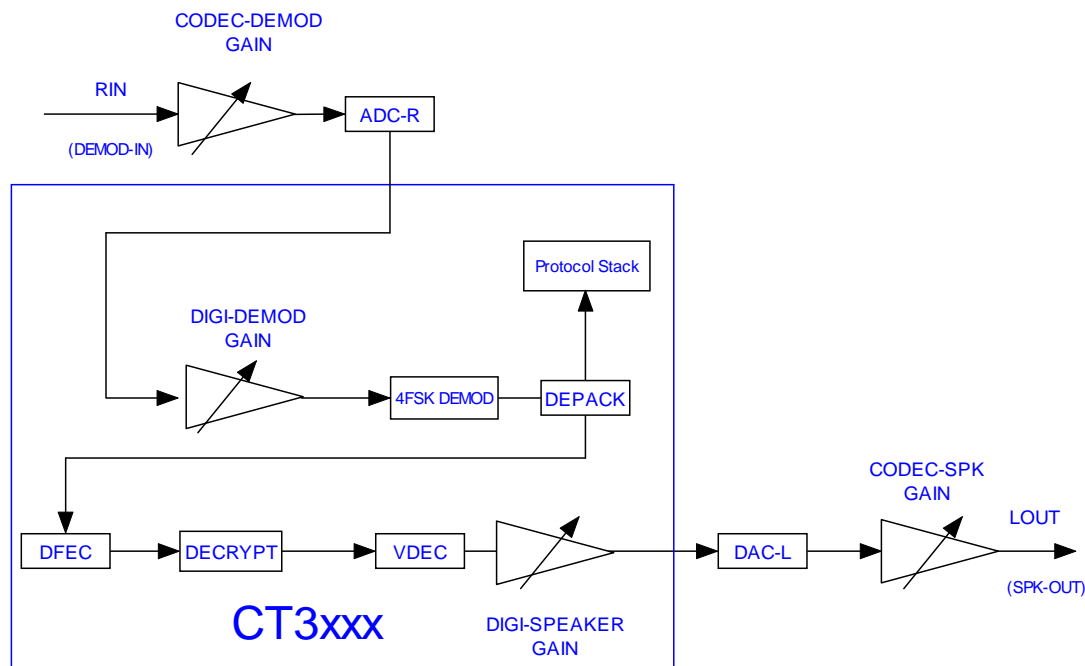 CODEC-DEMOD
GAIN
RIN
ADC-R
(DEMOD-IN)
Protocol Stack
DIGI-DEMOD
GAIN
4FSK DEMOD
DEPACK
CODEC-SPK
GAIN
LOUT
DFEC
DECRYPT
VDEC
DAC-L
(SPK-OUT)
CT3xxx
DIGI-SPEAKER
GAIN